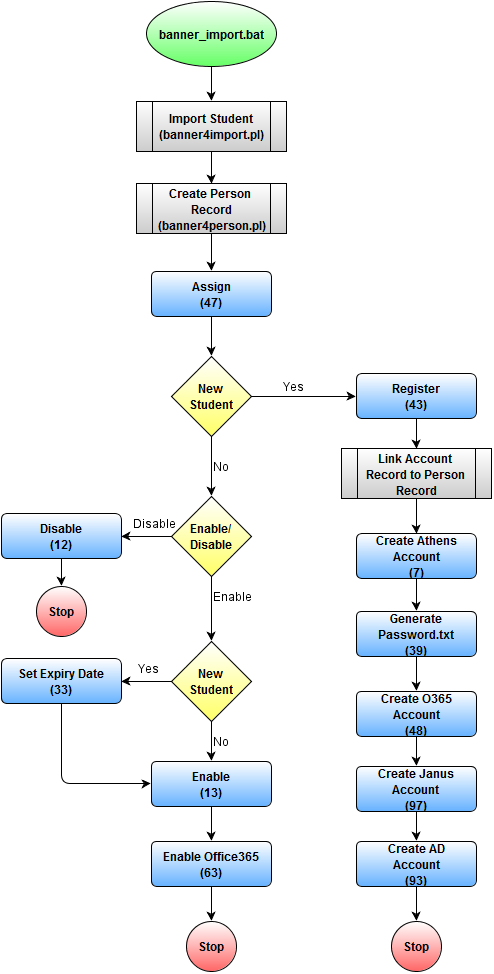 banner_import.bat
Import Student
(banner4import.pl)
Create Person
Record
(banner4person.pl)
Assign
(47)
New
Student
Yes
Register
(43)
No
Link Account
Record to Person
Record
Enable/
Disable
Disable
Disable
(12)
Create Athens
Account
(7)
Stop
Enable
Generate
Password.txt
(39)
New
Student
Yes
Set Expiry Date
(33)
Create O365
Account
(48)
No
Enable
(13)
Create Janus
Account
(97)
Enable Office365
(63)
Create AD
Account
(93)
Stop
Stop